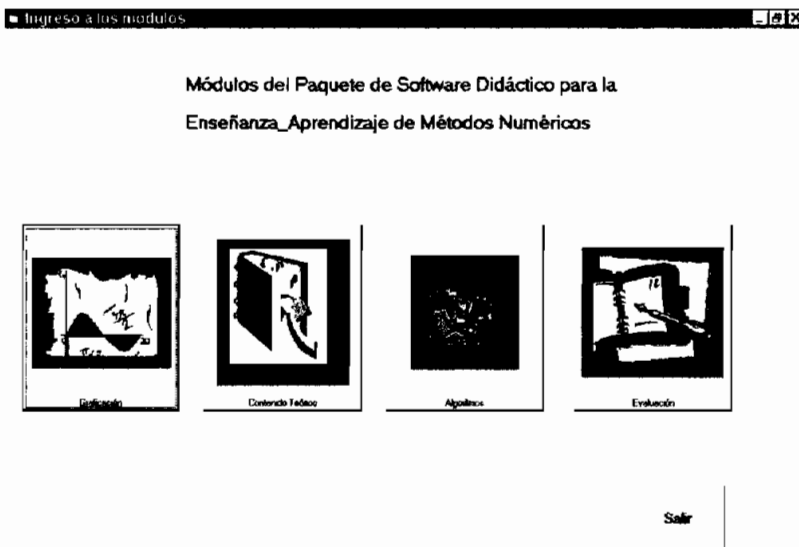 Ingreso a los modulos
Módulos del Paquete de Software Didáctico para la
Enseñanza_Aprendizaje de Métodos Numéricos
Graficación
Contenido Teórico
Algoritmos
Evaluación
Salir